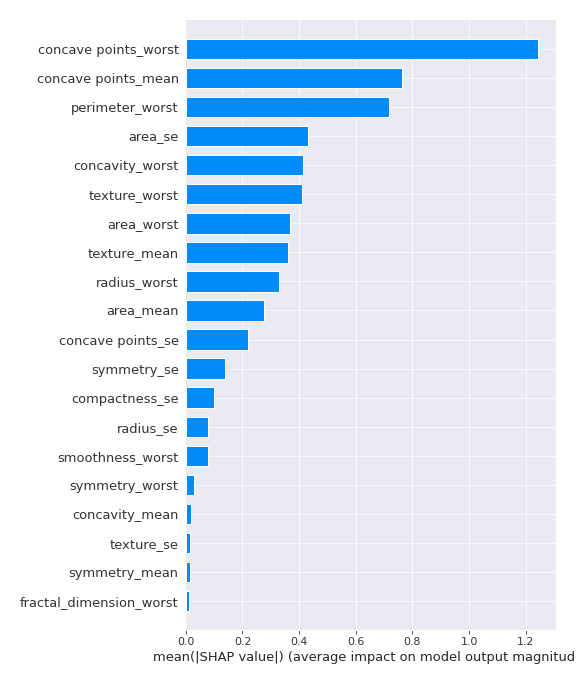 concave points_worst
concave points_mean
perimeter_worst
area_se
concavity_worst
texture_worst
area_worst
texture_mean
radius_worst
area_mean
concave points_se
symmetry_se
compactness_se
radius_se
smoothness_worst
symmetry_worst
concavity_mean
texture_se
symmetry_mean
fractal_dimension_worst
0.0 0.2 0.4 0.6 0.8 1.0 1.2
mean(|SHAP value|) (average impact on model output magnitud